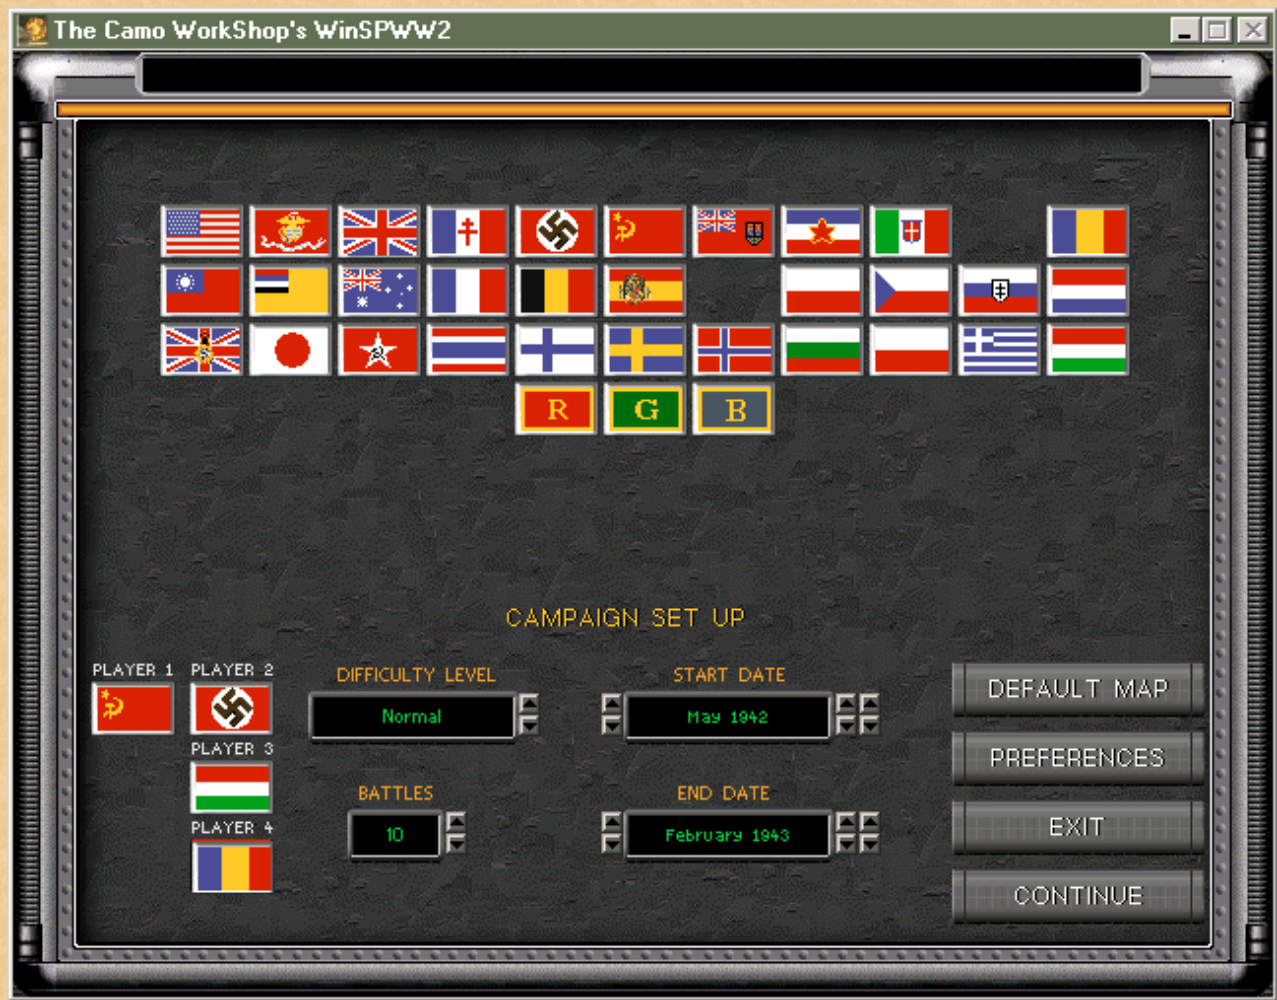 The Camo WorkShop's WinSPWW2
R G B
CAMPAIGN SET UP
PLAYER 1 PLAYER 2 DIFFICULTY LEVEL START DATE
DEFAULT MAP
Normal May 1942
PLAYER 3
PREFERENCES
BATTLES END DATE
PLAYER 4
EXIT
10 February 1943
CONTINUE